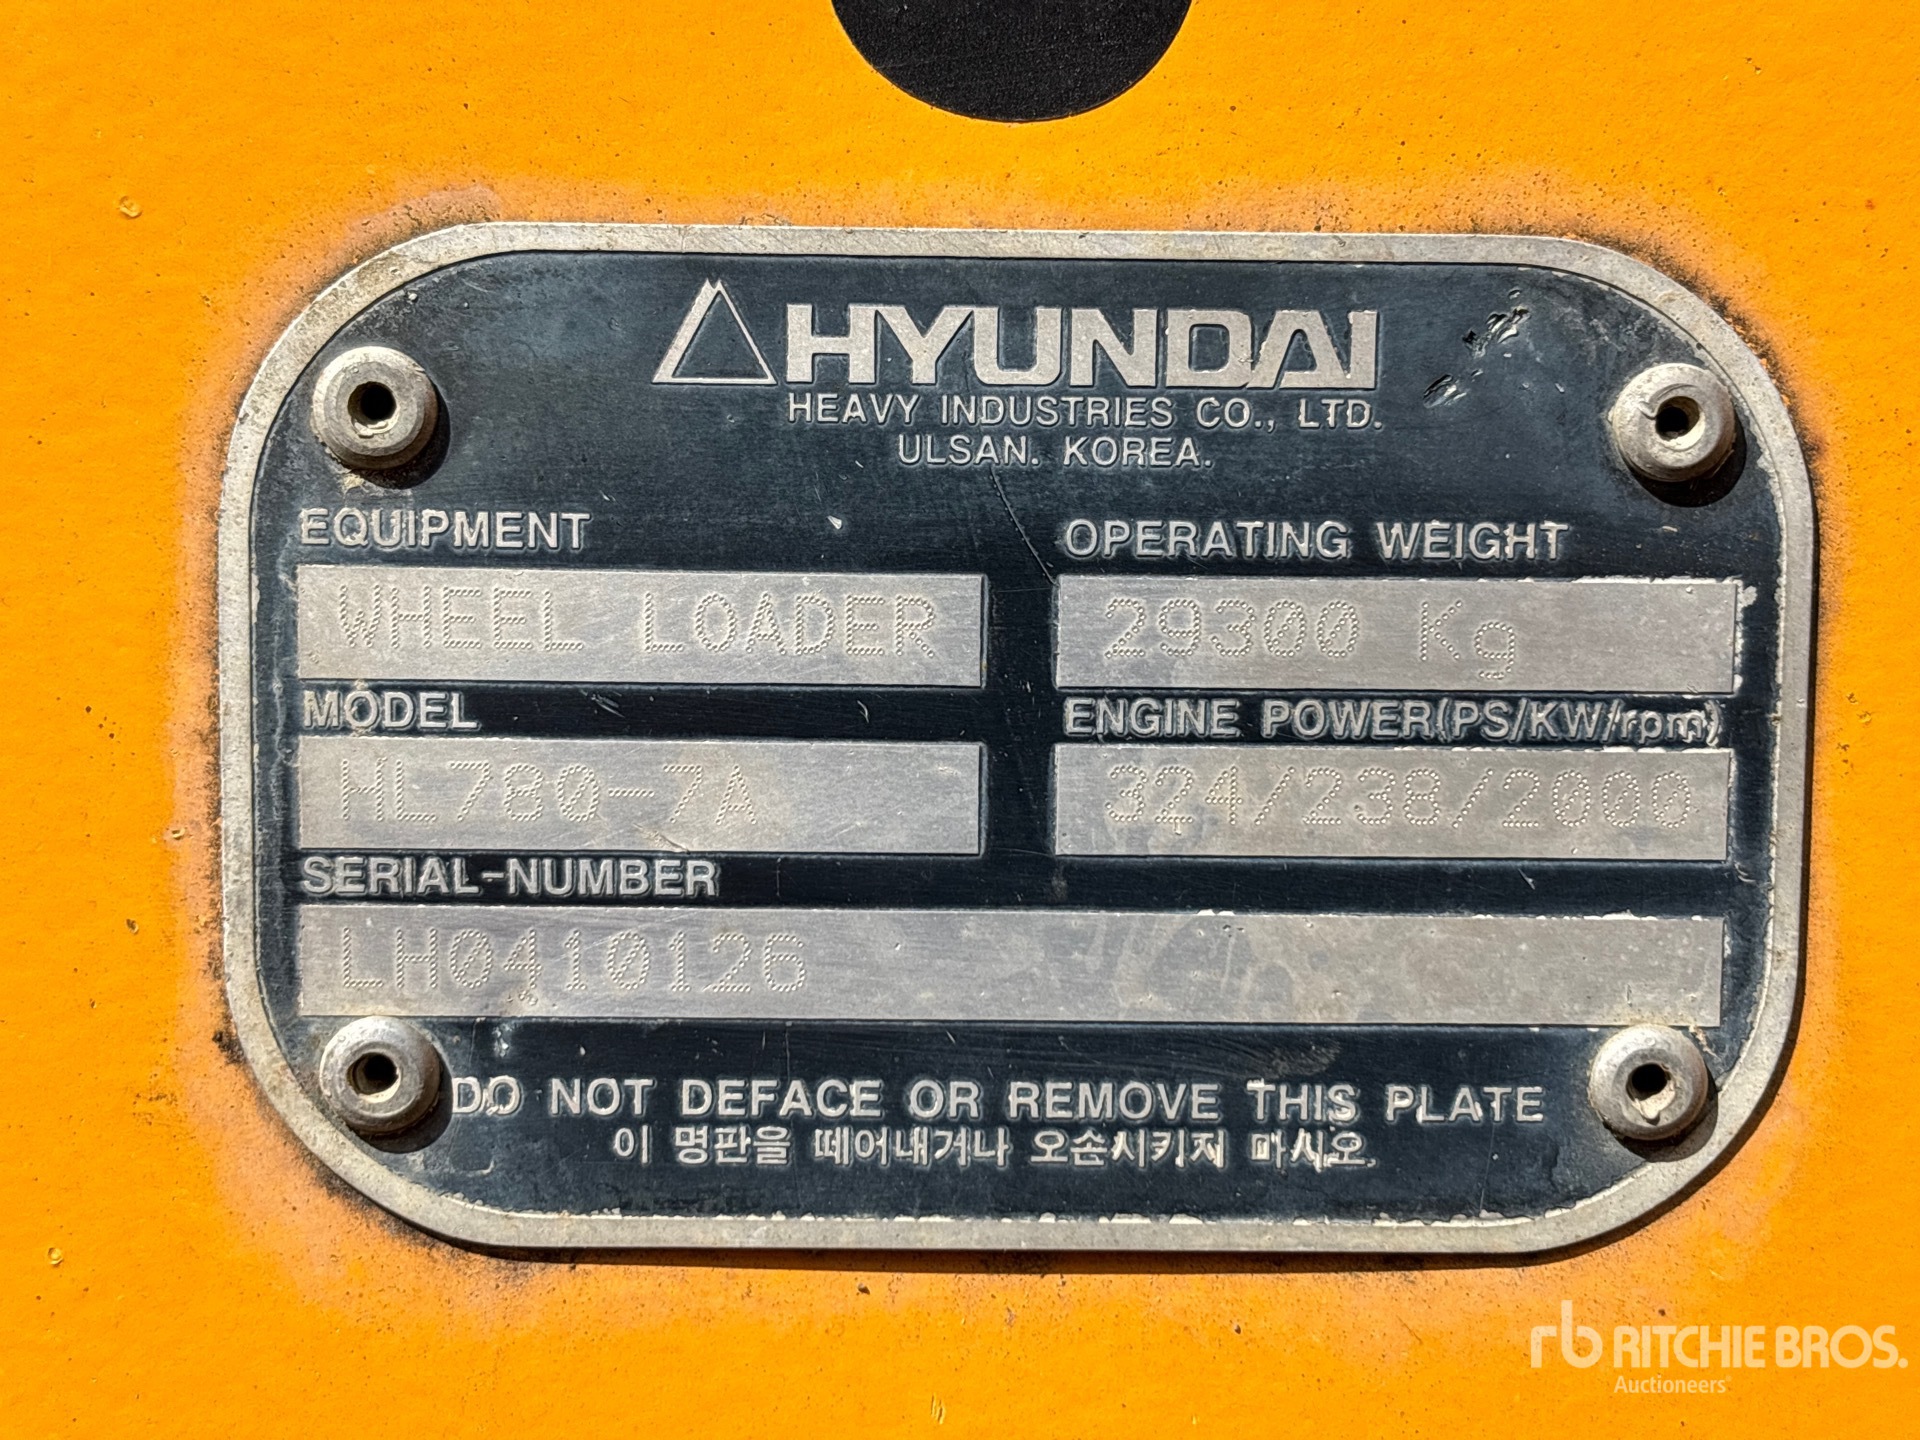 HYUNDAI
HEAVY INDUSTRIES CO., LTD.
ULSAN. KOREA.
EQUIPMENT
OPERATING WEIGHT
WHEEL LOADER
29300 Kg
MODEL
ENGINE POWER(PS/KW/rpm)
HL780-7A
324/238/2000
SERIAL-NUMBER
LH0410126
DO NOT DEFACE OR REMOVE THIS PLATE
이 명판을 떼어내거나 오손시키지 마시오.
rb RITCHIE BROS.
Auctioneers